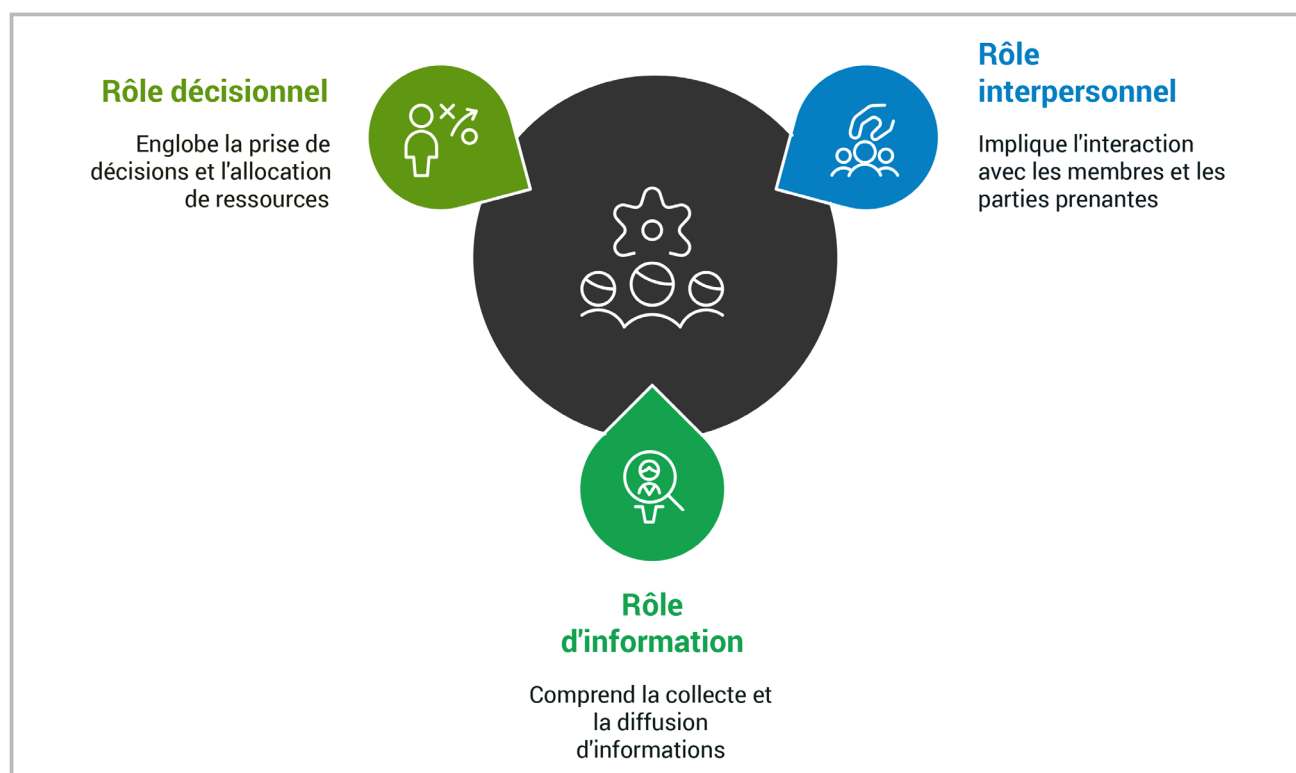 Rôle décisionnel
Englobe la prise de
décisions et l'allocation
de ressources
Rôle
interpersonnel
Implique l'interaction
avec les membres et les
parties prenantes
Rôle
d'information
Comprend la collecte et
la diffusion
d'informations